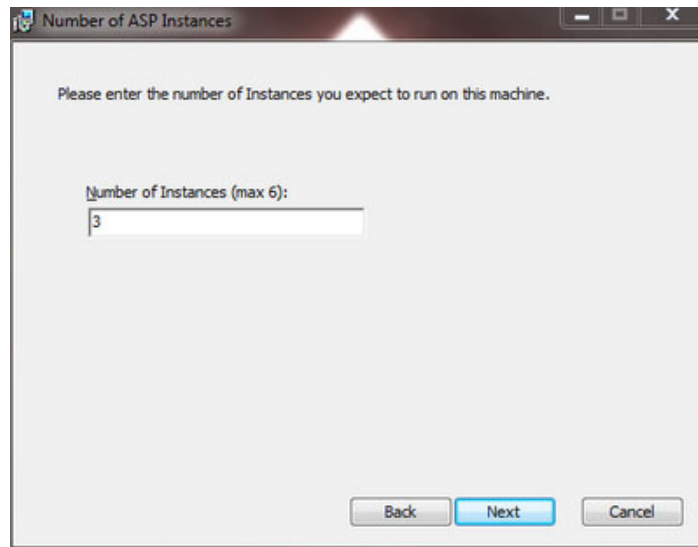 Number of ASP Instances
Please enter the number of Instances you expect to run on this machine.
Number of Instances (max 6):
3
Back Next Cancel